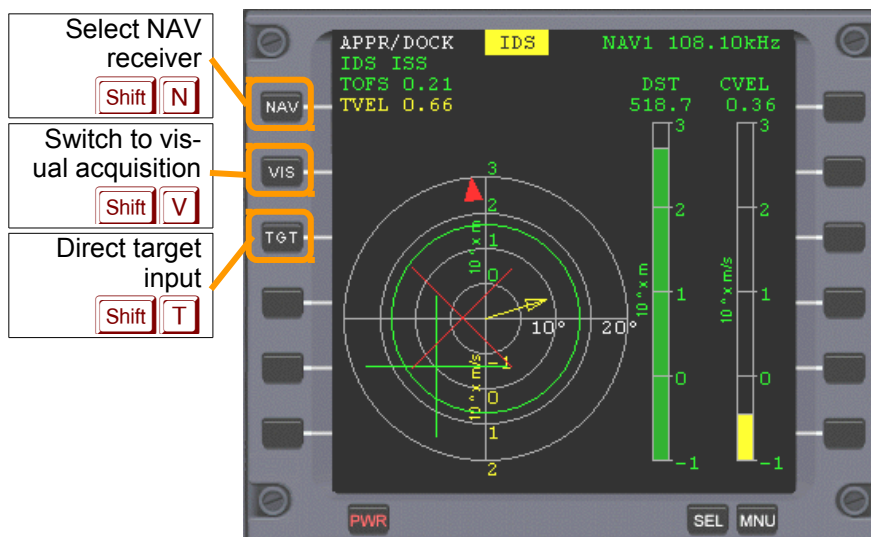 Select NAV
receiver
Shift N
Switch to vis-
ual acquisition
Shift V
Direct target
input
Shift T
NAV
VIS
TGT
APPR/DOCK IDS NAV1 108.10kHz
IDS ISS
TOFS 0.21
TVEL 0.66
DST CVEL
518.7 0.36
3
2
1
0
10^x m
10° 20°
10^x m/s
-1
0
1
2
3
2
1
0
-1
10^x m
3
2
1
0
-1
10^x m/s
PWR SEL MNU